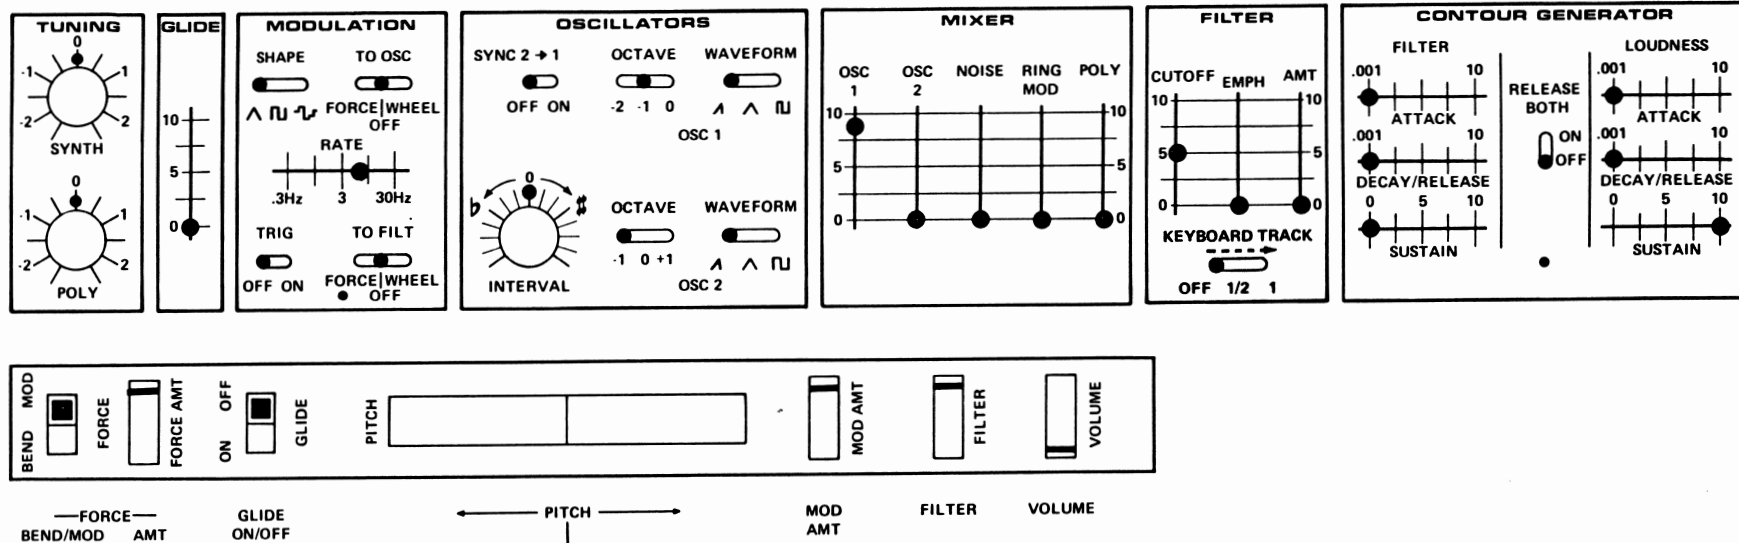 TUNING
0
-1 1
-2 2
SYNTH
0
-1 1
-2 2
POLY
GLIDE
10
5
0
MODULATION
SHAPE TO OSC
FORCE|WHEEL
OFF
RATE
.3Hz 3 30Hz
TRIG TO FILT
OFF ON FORCE|WHEEL
OFF
OSCILLATORS
SYNC 2 → 1 OCTAVE WAVEFORM
OFF ON -2 -1 0
OSC 1
0
♭ ♯
OCTAVE WAVEFORM
-1 0 +1
INTERVAL OSC 2
MIXER
OSC OSC NOISE RING POLY
1 2 MOD
10 10
5 5
0 0
FILTER
CUTOFF EMPH AMT
10 10
5 5
0 0
KEYBOARD TRACK
OFF 1/2 1
CONTOUR GENERATOR
FILTER
.001 10
ATTACK
.001 10
DECAY/RELEASE
0 5 10
SUSTAIN
RELEASE
BOTH
ON
OFF
LOUDNESS
.001 10
ATTACK
.001 10
DECAY/RELEASE
0 5 10
SUSTAIN
BEND MOD
FORCE
FORCE AMT
ON OFF
GLIDE
PITCH
MOD AMT
FILTER
VOLUME
—FORCE—
BEND/MOD AMT
GLIDE
ON/OFF
PITCH
MOD
AMT
FILTER
VOLUME